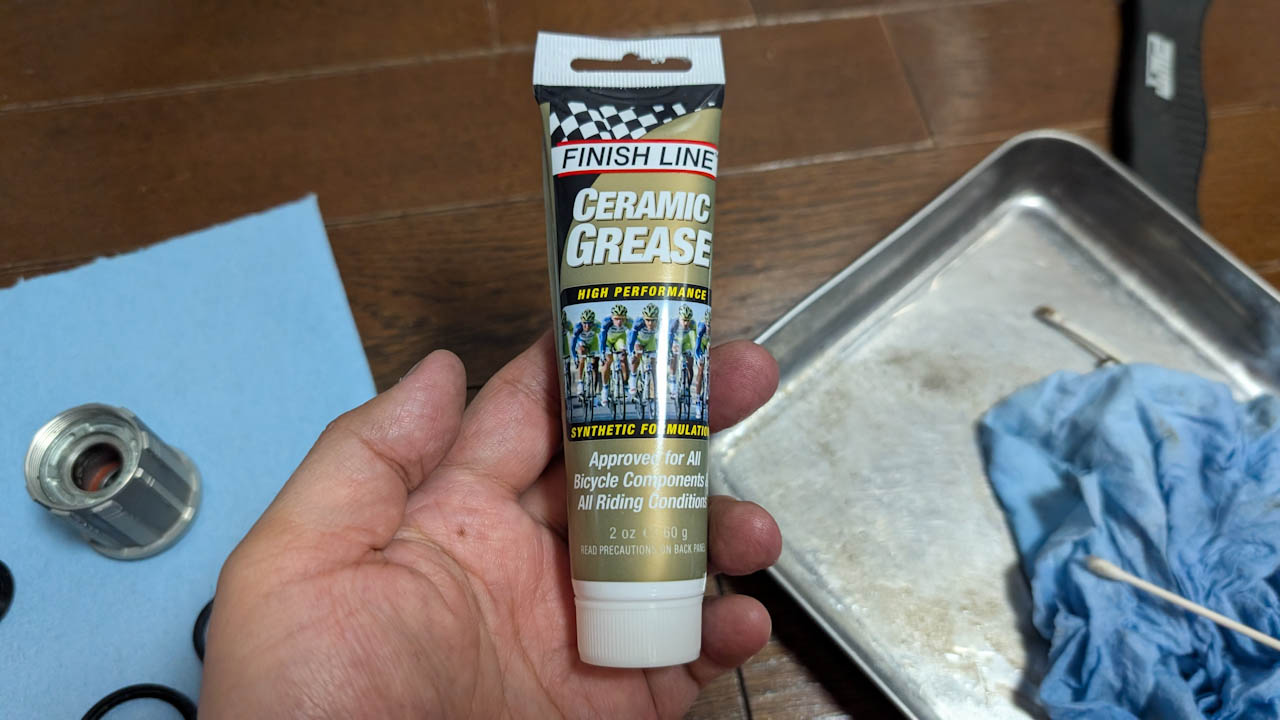 FINISH LINE
CERAMIC
GREASE
HIGH PERFORMANCE
SYNTHETIC FORMULATION
Approved for All
Bicycle Components
All Riding Conditions
2 oz 60 g
READ PRECAUTIONS ON BACK PANEL